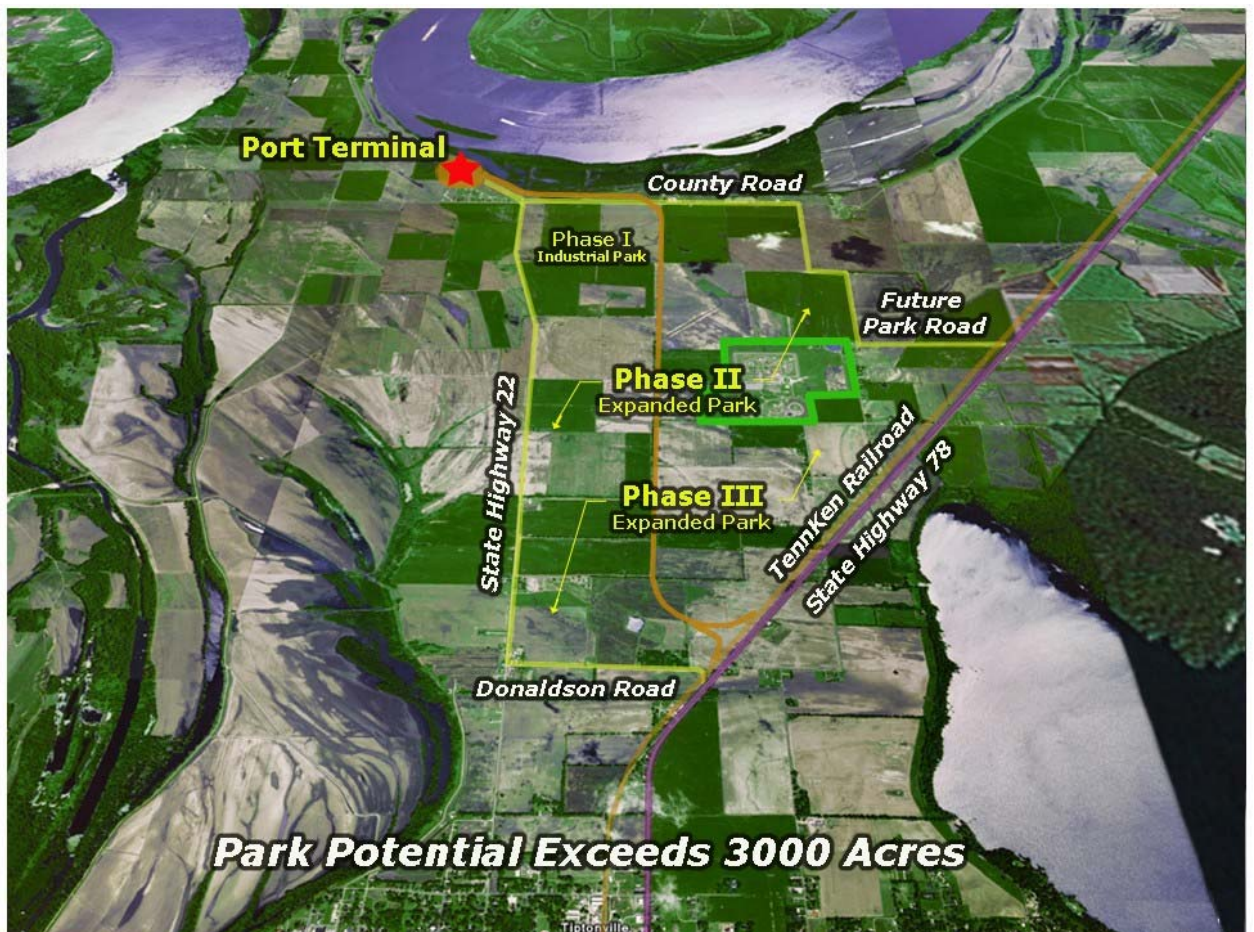 Port Terminal
County Road
Phase I
Industrial Park
Future
Park Road
Phase II
Expanded Park
State Highway 22
Phase III
Expanded Park
TennKen Railroad
State Highway 78
Donaldson Road
Park Potential Exceeds 3000 Acres
Tiptonville